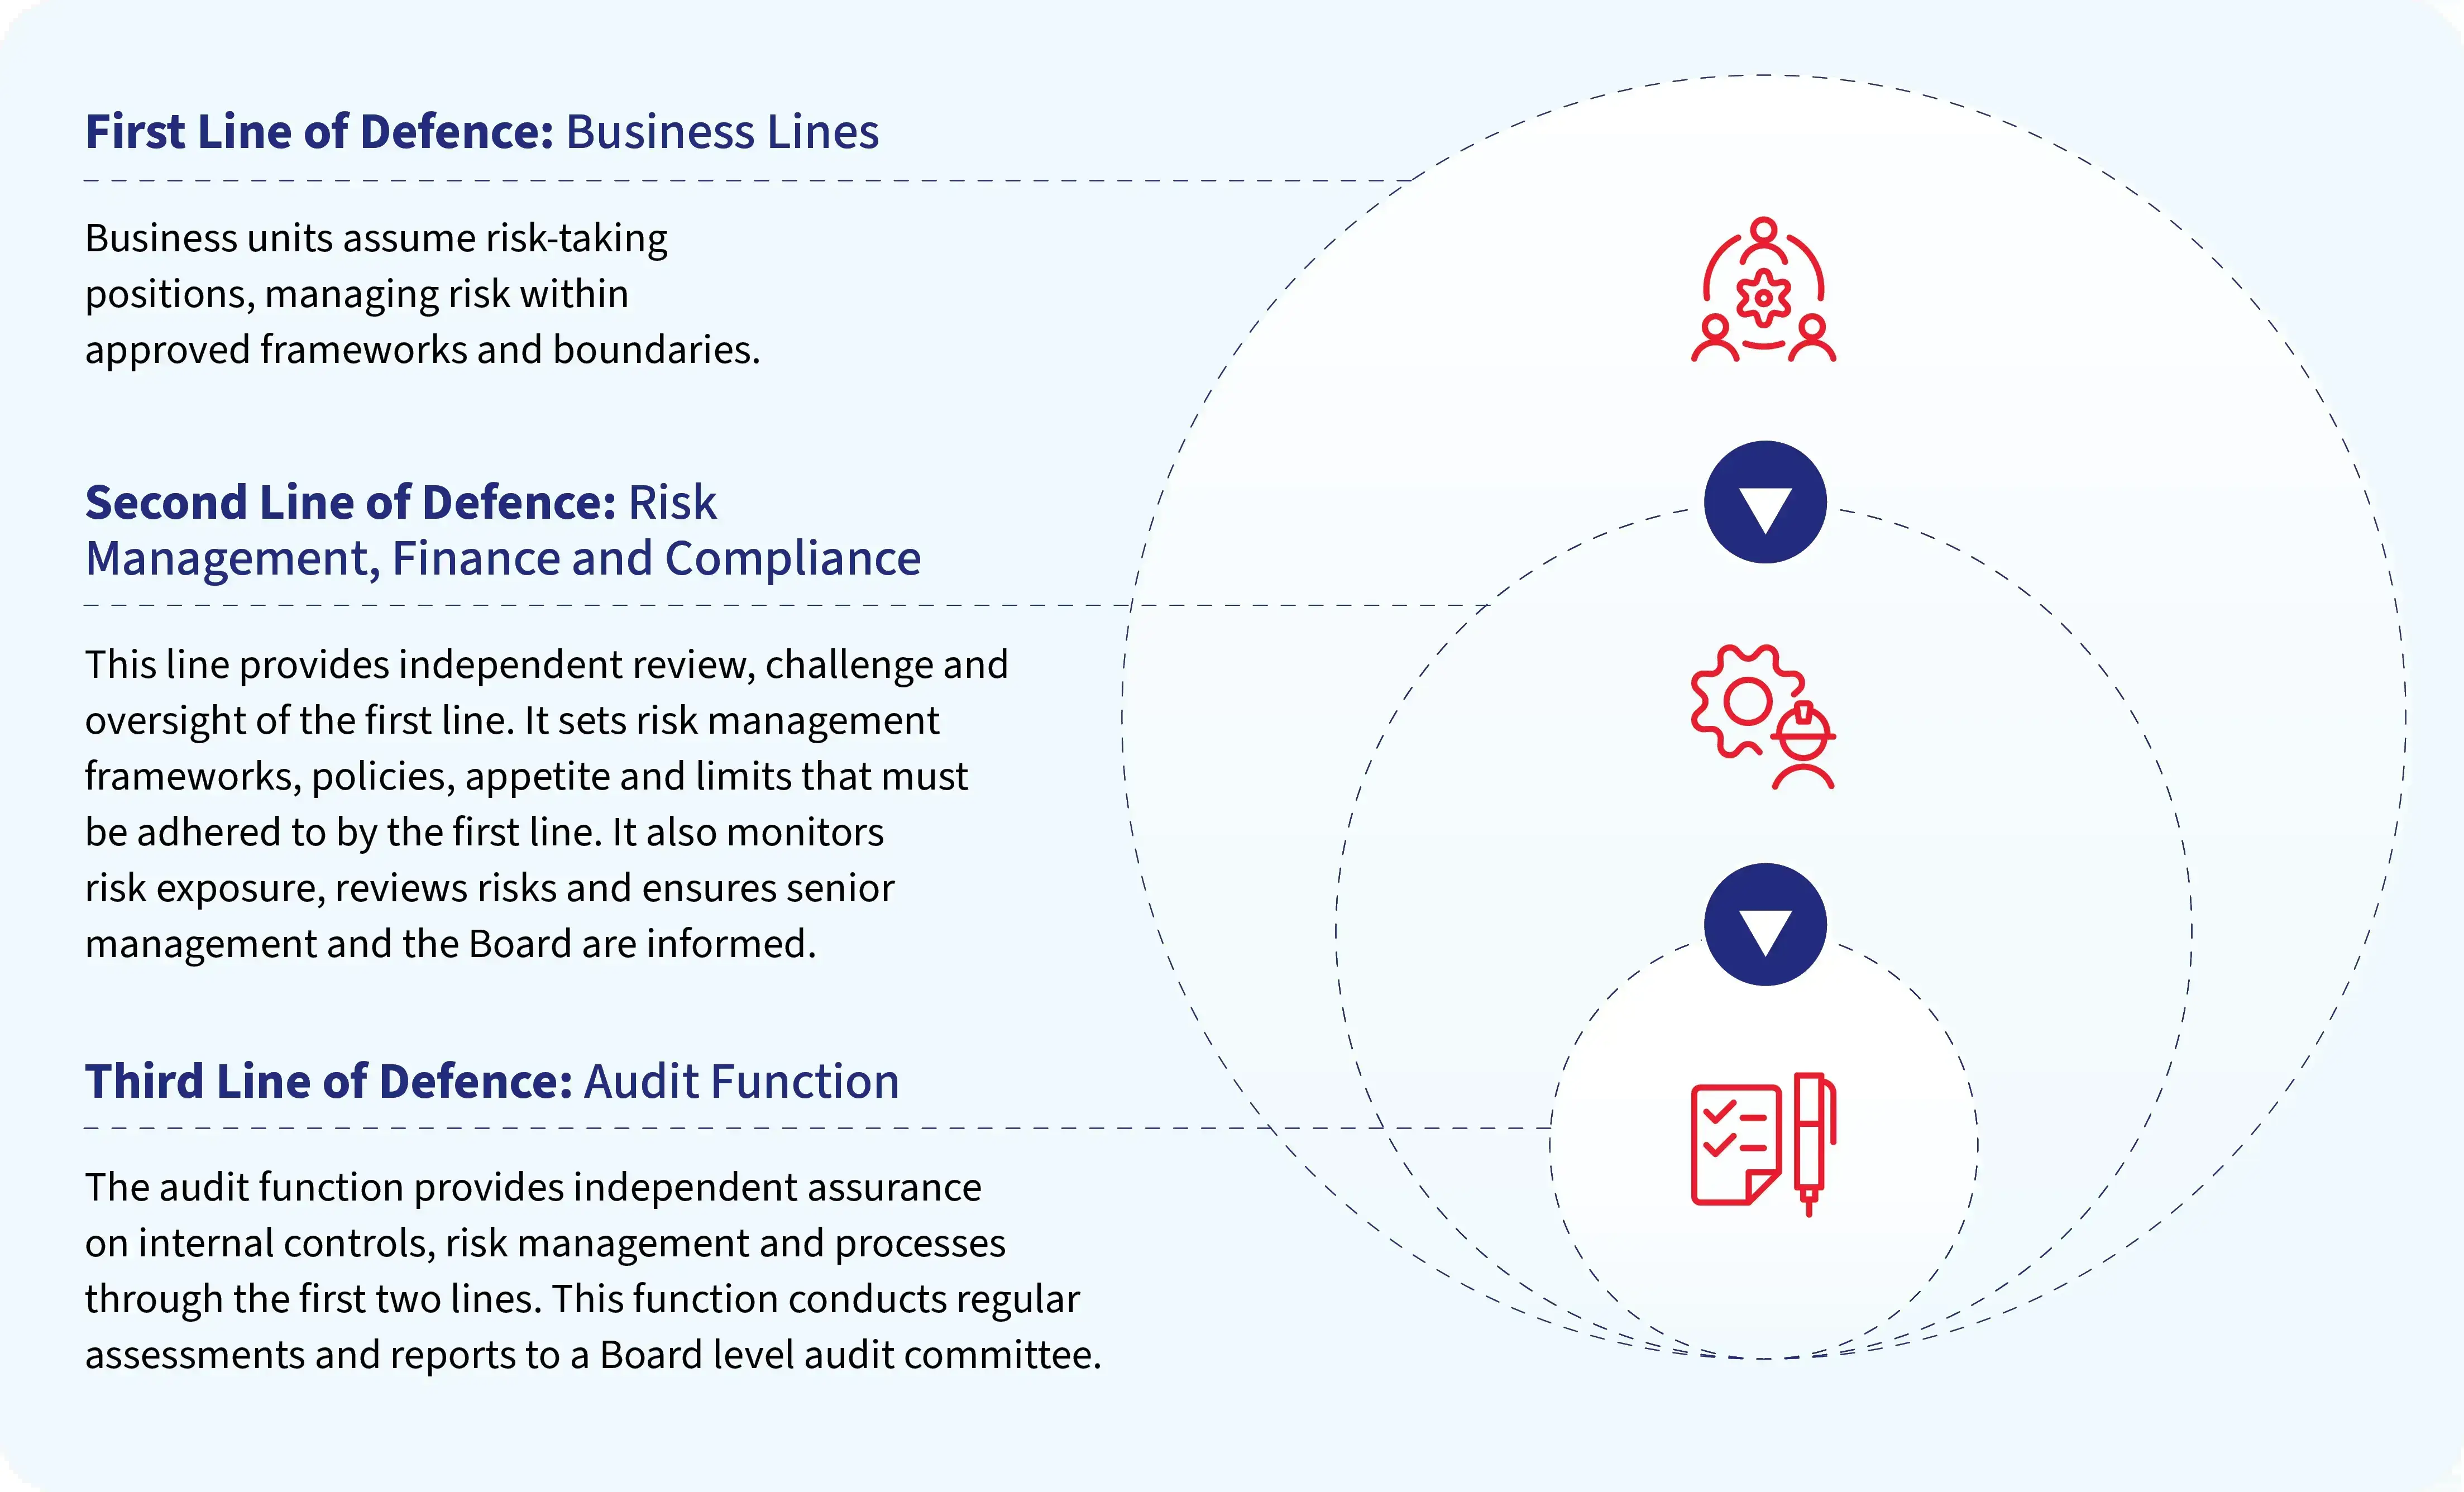 First Line of Defence: Business Lines
Business units assume risk-taking
positions, managing risk within
approved frameworks and boundaries.
Second Line of Defence: Risk
Management, Finance and Compliance
This line provides independent review, challenge and
oversight of the first line. It sets risk management
frameworks, policies, appetite and limits that must
be adhered to by the first line. It also monitors
risk exposure, reviews risks and ensures senior
management and the Board are informed.
Third Line of Defence: Audit Function
The audit function provides independent assurance
on internal controls, risk management and processes
through the first two lines. This function conducts regular
assessments and reports to a Board level audit committee.